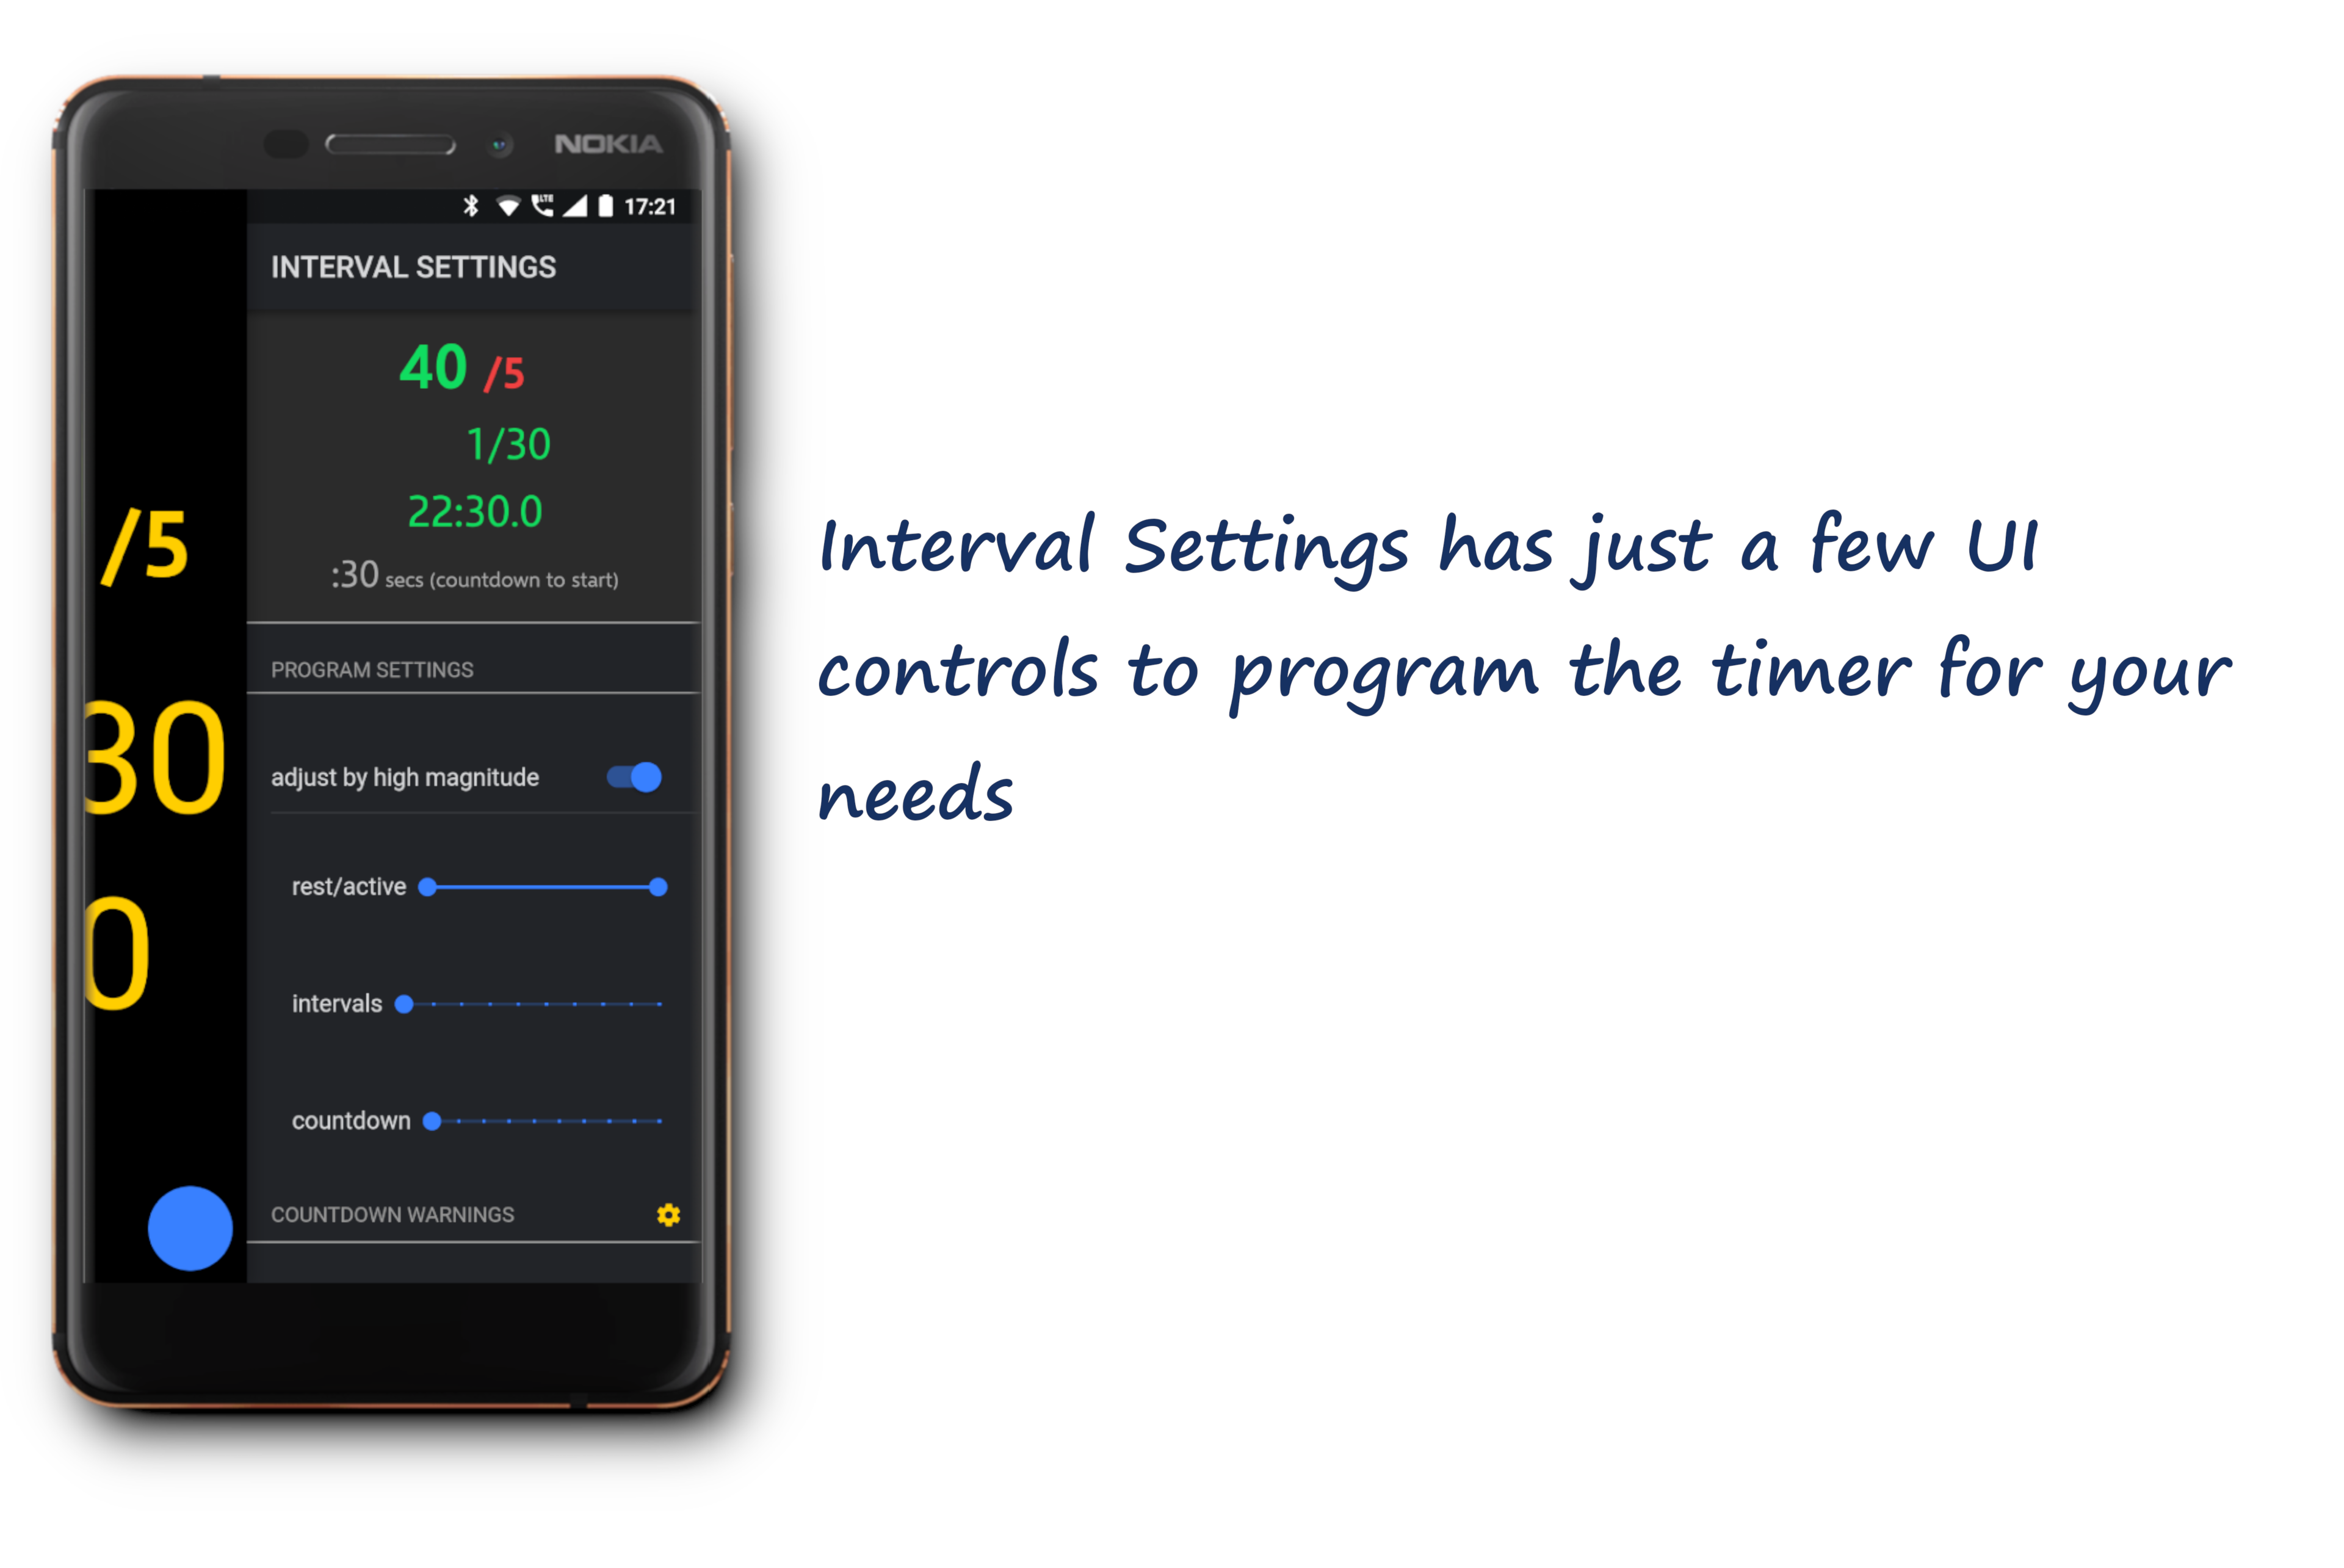 NOKIA
LTE
17:21
INTERVAL SETTINGS
40 /5
1/30
22:30.0
:30 secs (countdown to start)
PROGRAM SETTINGS
adjust by high magnitude
rest/active
intervals
countdown
COUNTDOWN WARNINGS
/5
30
0
Interval Settings has just a few UI
controls to program the timer for your
needs